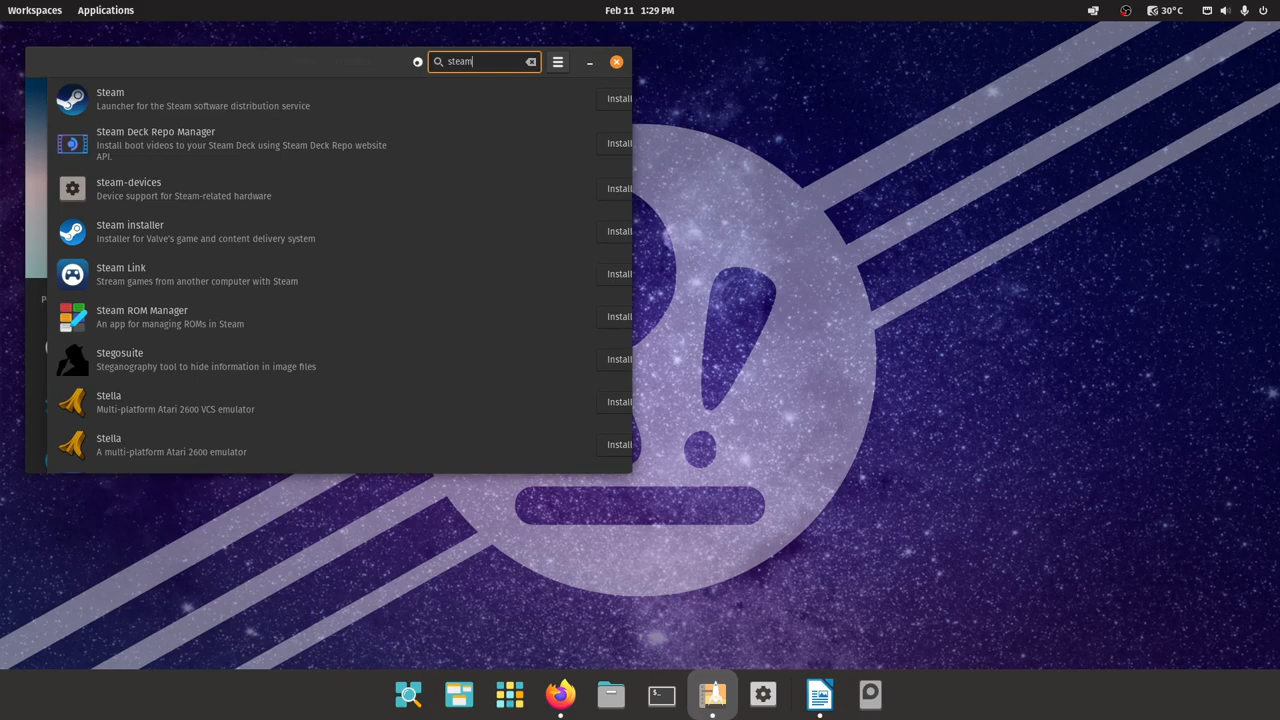 Workspaces Applications Feb 11 1:29 PM 30°C
steam
Steam
Launcher for the Steam software distribution service
Install
Steam Deck Repo Manager
Install boot videos to your Steam Deck using Steam Deck Repo website
API.
Install
steam-devices
Device support for Steam-related hardware
Install
Steam installer
Installer for Valve's game and content delivery system
Install
Steam Link
Stream games from another computer with Steam
Install
Steam ROM Manager
An app for managing ROMs in Steam
Install
Stegosuite
Steganography tool to hide information in image files
Install
Stella
Multi-platform Atari 2600 VCS emulator
Install
Stella
A multi-platform Atari 2600 emulator
Install